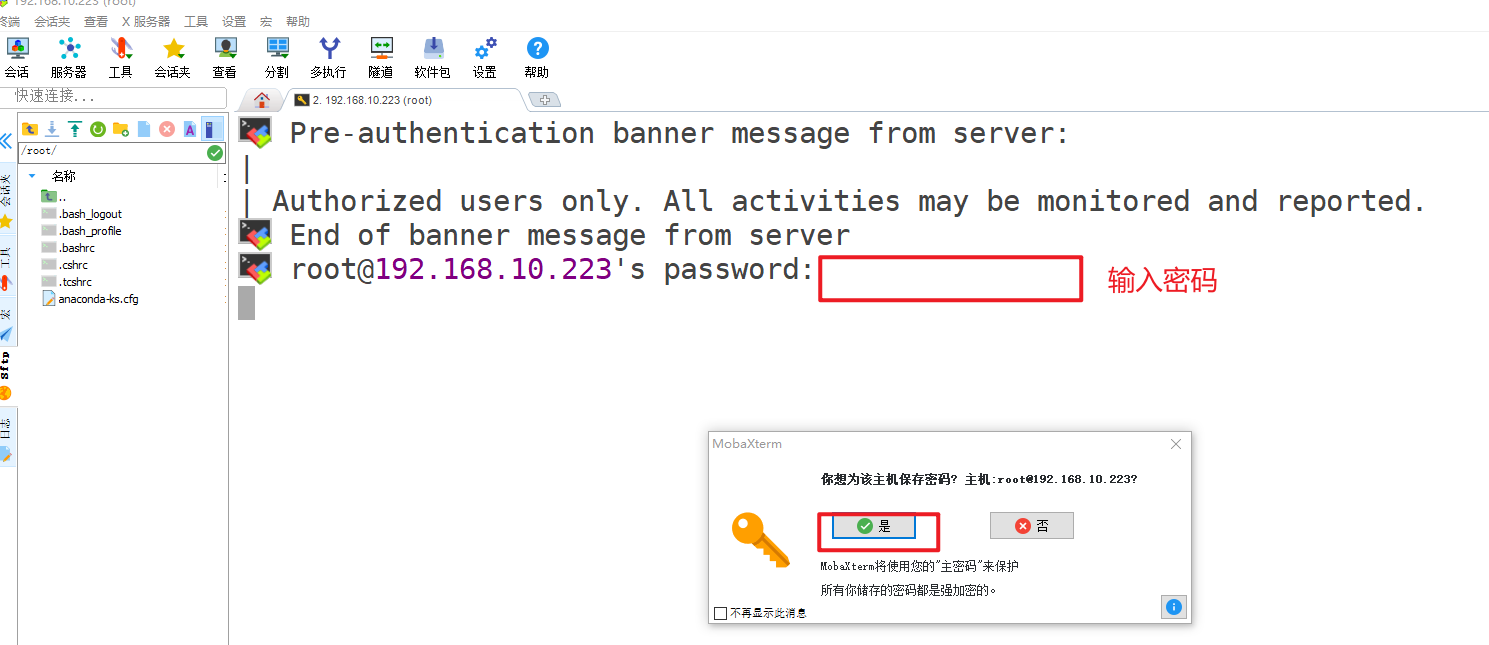 192.168.10.223 (root)
终端 会话夹 查看 X 服务器 工具 设置 宏 帮助
会话 服务器 工具 会话夹 查看 分割 多执行 隧道 软件包 设置 帮助
快速连接...
2. 192.168.10.223 (root)
/root/
名称
..
.bash_logout
.bash_profile
.bashrc
.cshrc
.tcshrc
anaconda-ks.cfg
会话夹
工具
宏
Sftp
日志
Pre-authentication banner message from server:
|
| Authorized users only. All activities may be monitored and reported.
End of banner message from server
root@192.168.10.223's password:
输入密码
MobaXterm
你想为该主机保存密码? 主机:root@192.168.10.223?
是 否
MobaXterm将使用您的"主密码"来保护
所有你储存的密码都是强加密的。
不再显示此消息